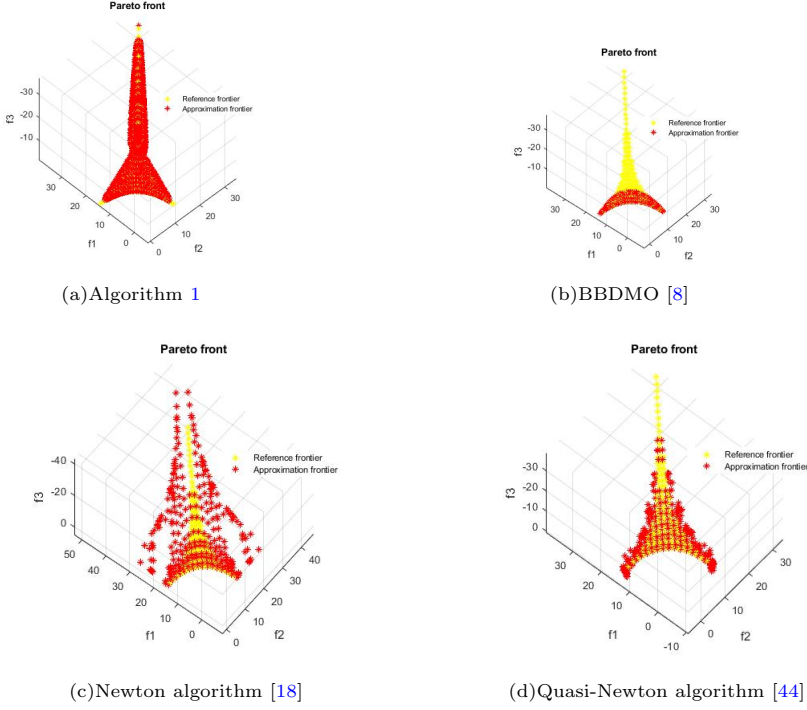 Pareto front
Reference frontier
Approximation frontier
f3
-30
-20
-10
30
20
10
0
f1
0
10
20
30
f2
(a)Algorithm 1
Pareto front
Reference frontier
Approximation frontier
f3
-30
-20
-10
30
20
10
0
f1
0
10
20
30
f2
(b)BBDMO [8]
Pareto front
Reference frontier
Approximation frontier
f3
-40
-20
0
50
40
30
20
10
0
f1
0
10
20
30
40
f2
(c)Newton algorithm [18]
Pareto front
Reference frontier
Approximation frontier
f3
-30
-20
-10
0
30
20
10
0
-10
f1
0
10
20
30
f2
(d)Quasi-Newton algorithm [44]